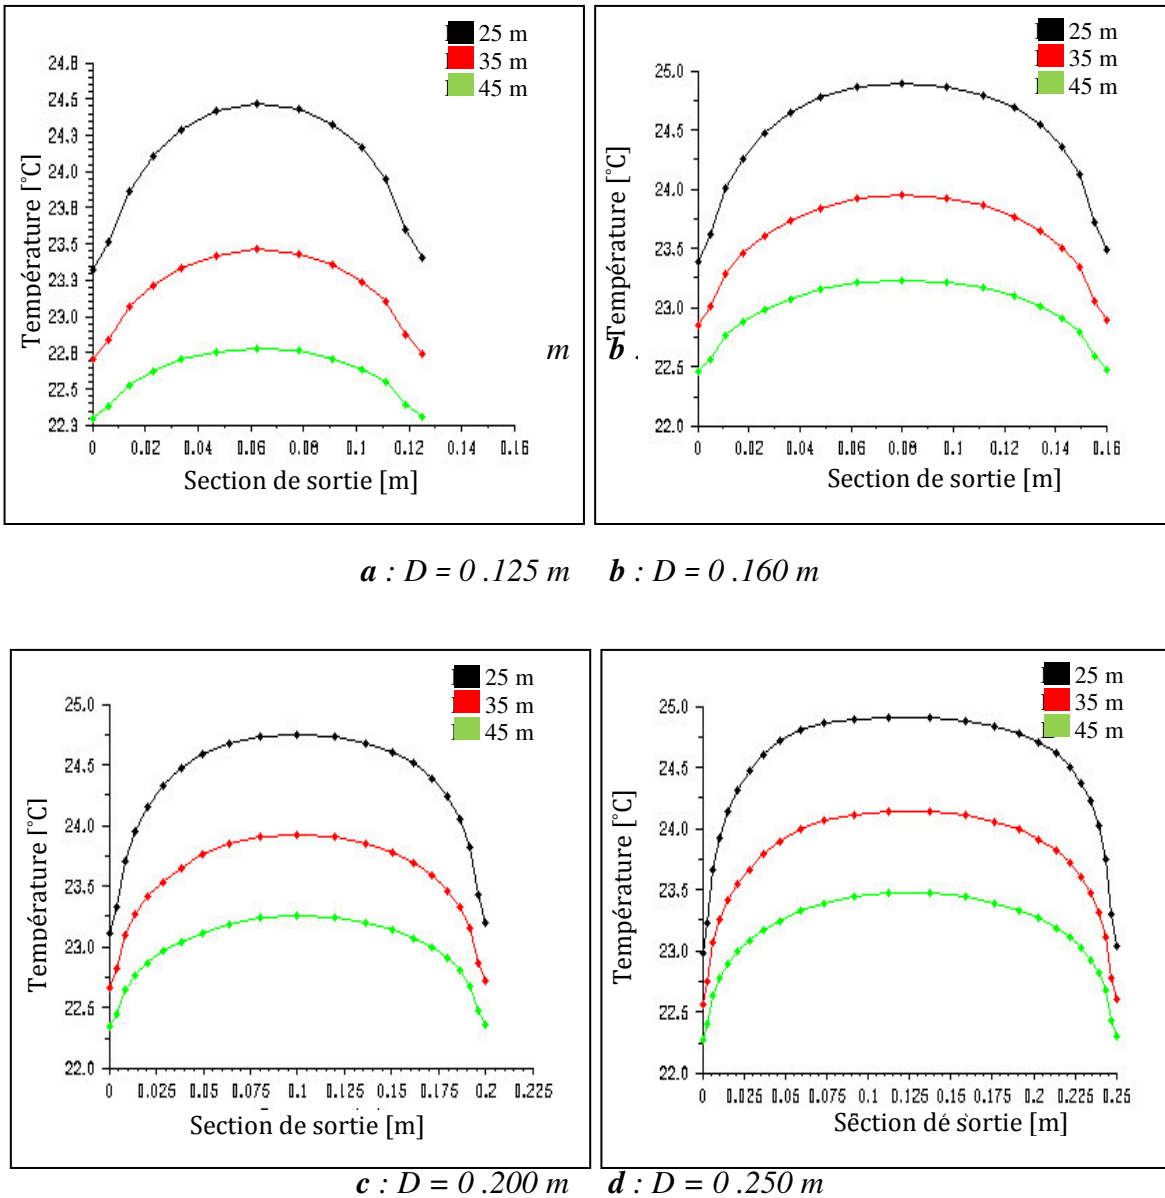 25 m
35 m
45 m
24.8
24.5
24.3
24.0
23.8
23.5
23.3
23.0
22.8
22.5
22.3
Température [°C]
0 0.02 0.04 0.06 0.08 0.1 0.12 0.14 0.16
Section de sortie [m]
m b .
25 m
35 m
45 m
25.0
24.5
24.0
23.5
23.0
22.5
22.0
Température [°C]
0 0.02 0.04 0.06 0.08 0.1 0.12 0.14 0.16
Section de sortie [m]
a : D = 0 .125 m b : D = 0 .160 m
25 m
35 m
45 m
25.0
24.5
24.0
23.5
23.0
22.5
22.0
Température [°C]
0 0.025 0.05 0.075 0.1 0.125 0.15 0.175 0.2 0.225
Section de sortie [m]
25 m
35 m
45 m
25.0
24.5
24.0
23.5
23.0
22.5
22.0
Température [°C]
0 0.025 0.05 0.075 0.1 0.125 0.15 0.175 0.2 0.225 0.25
Section de sortie [m]
c : D = 0 .200 m d : D = 0 .250 m